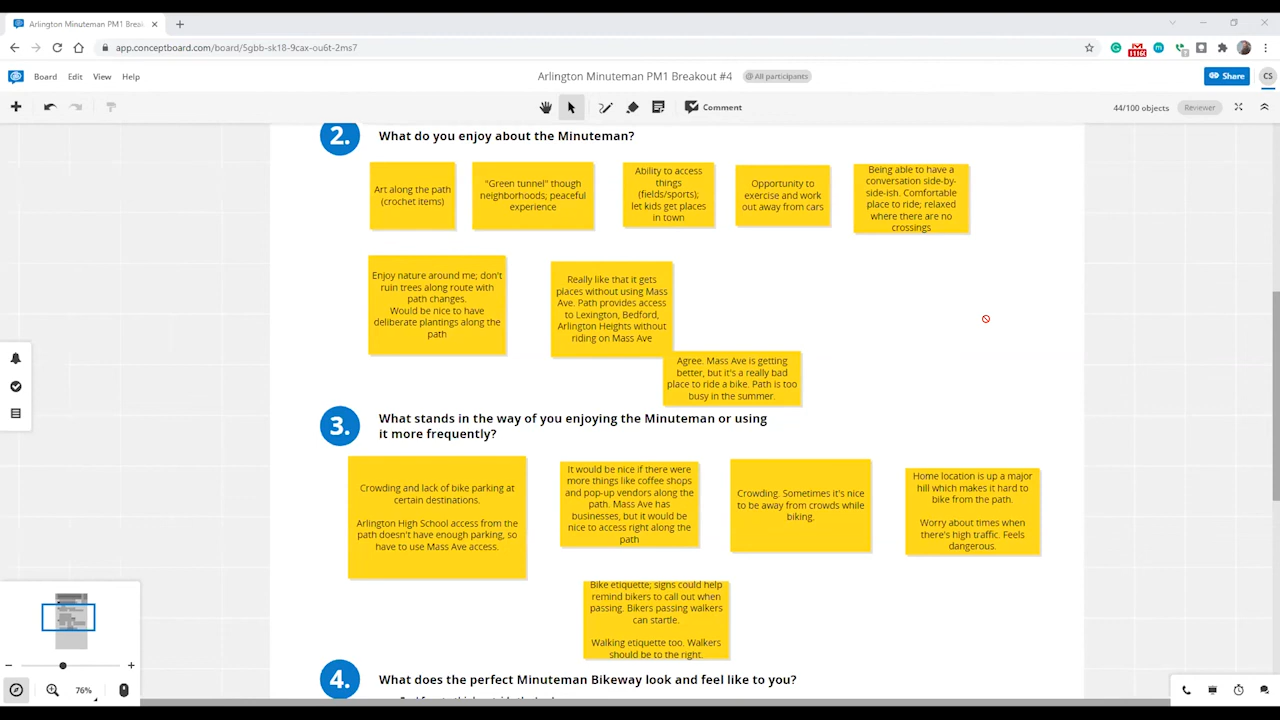 Arlington Minuteman PM1 Brea
app.conceptboard.com/board/5gbb-sk18-9cax-ou6t-2ms7
Board Edit View Help
Arlington Minuteman PM1 Breakout #4
@ All participants
Share
CS
Comment
44/100 objects
Reviewer
2.
What do you enjoy about the Minuteman?
Art along the path
(crochet items)
"Green tunnel" though
neighborhoods; peaceful
experience
Ability to access
things
(fields/sports);
let kids get places
in town
Opportunity to
exercise and work
out away from cars
Being able to have a
conversation side-by-
side-ish. Comfortable
place to ride; relaxed
where there are no
crossings
Enjoy nature around me; don't
ruin trees along route with
path changes.
Would be nice to have
deliberate plantings along the
path
Really like that it gets
places without using Mass
Ave. Path provides access
to Lexington, Bedford,
Arlington Heights without
riding on Mass Ave
Agree. Mass Ave is getting
better, but it's a really bad
place to ride a bike. Path is too
busy in the summer.
3.
What stands in the way of you enjoying the Minuteman or using
it more frequently?
Crowding and lack of bike parking at
certain destinations.
Arlington High School access from the
path doesn't have enough parking, so
have to use Mass Ave access.
It would be nice if there were
more things like coffee shops
and pop-up vendors along the
path. Mass Ave has
businesses, but it would be
nice to access right along the
path
Crowding. Sometimes it's nice
to be away from crowds while
biking.
Home location is up a major
hill which makes it hard to
bike from the path.
Worry about times when
there's high traffic. Feels
dangerous.
Bike etiquette; signs could help
remind bikers to call out when
passing. Bikers passing walkers
can startle.
Walking etiquette too. Walkers
should be to the right.
4.
What does the perfect Minuteman Bikeway look and feel like to you?
76%